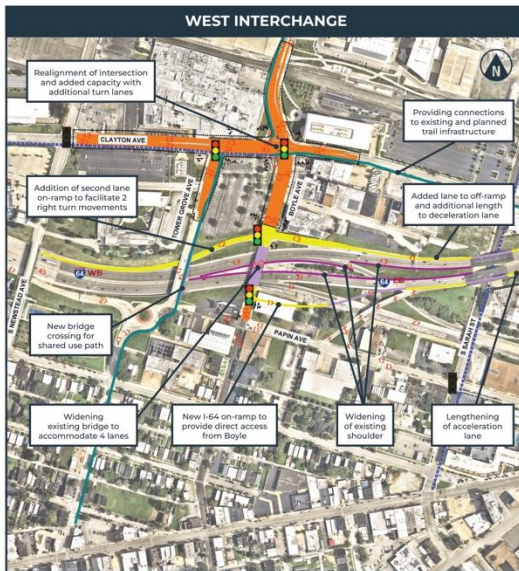 WEST INTERCHANGE
N
Realignment of intersection
and added capacity with
additional turn lanes
Providing connections
to existing and planned
trail infrastructure
CLAYTON AVE
Addition of second lane
on-ramp to facilitate 2
right turn movements
TOWER GROVE AVE
BOYLE AVE
Added lane to off-ramp
and additional length
to deceleration lane
S NEWSTEAD AVE
64 WB
64 EB
S SARAH ST
PAPIN AVE
New bridge
crossing for
shared use path
Widening
existing bridge to
accommodate 4 lanes
New I-64 on-ramp to
provide direct access
from Boyle
Widening
of existing
shoulder
Lengthening
of acceleration
lane